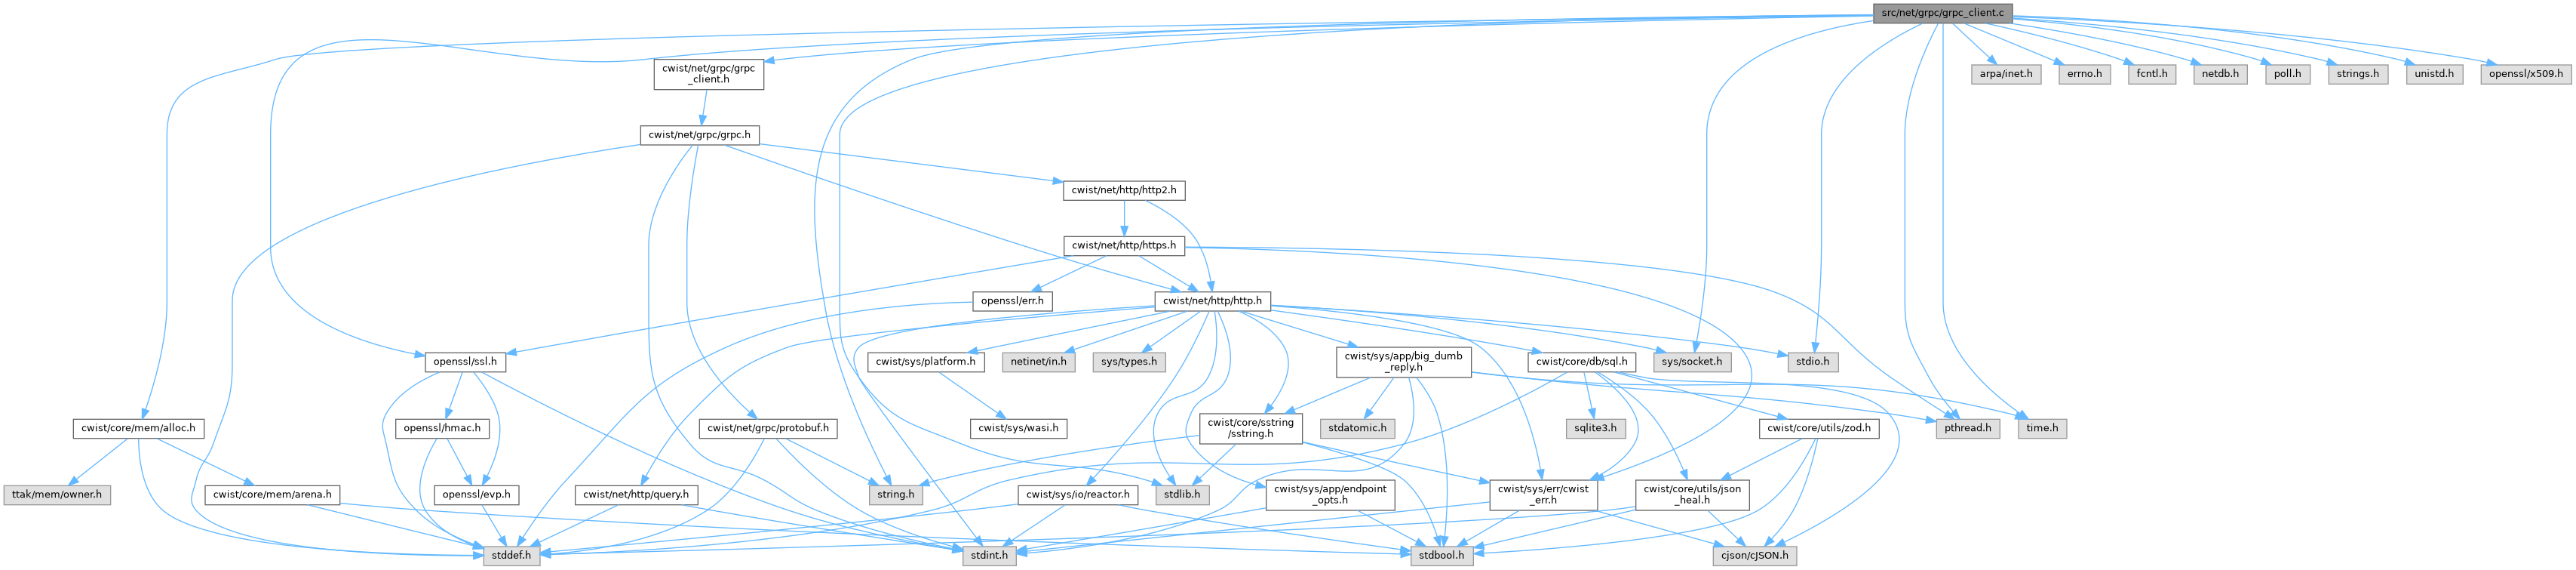 src/net/grpc/grpc_client.c
cwist/net/grpc/grpc
_client.h
arpa/inet.h
errno.h
fcntl.h
netdb.h
poll.h
strings.h
unistd.h
openssl/x509.h
cwist/net/grpc/grpc.h
cwist/net/http/http2.h
cwist/net/http/https.h
openssl/err.h
cwist/net/http/http.h
openssl/ssl.h
cwist/sys/platform.h
netinet/in.h
sys/types.h
cwist/sys/app/big_dumb
_reply.h
cwist/core/db/sql.h
sys/socket.h
stdio.h
cwist/core/mem/alloc.h
openssl/hmac.h
cwist/net/grpc/protobuf.h
cwist/sys/wasi.h
cwist/core/sstring
/sstring.h
stdatomic.h
sqlite3.h
cwist/core/utils/zod.h
pthread.h
time.h
ttak/mem/owner.h
cwist/core/mem/arena.h
openssl/evp.h
cwist/net/http/query.h
string.h
cwist/sys/io/reactor.h
stdlib.h
cwist/sys/app/endpoint
_opts.h
cwist/sys/err/cwist
_err.h
cwist/core/utils/json
_heal.h
stddef.h
stdint.h
stdbool.h
cjson/cJSON.h